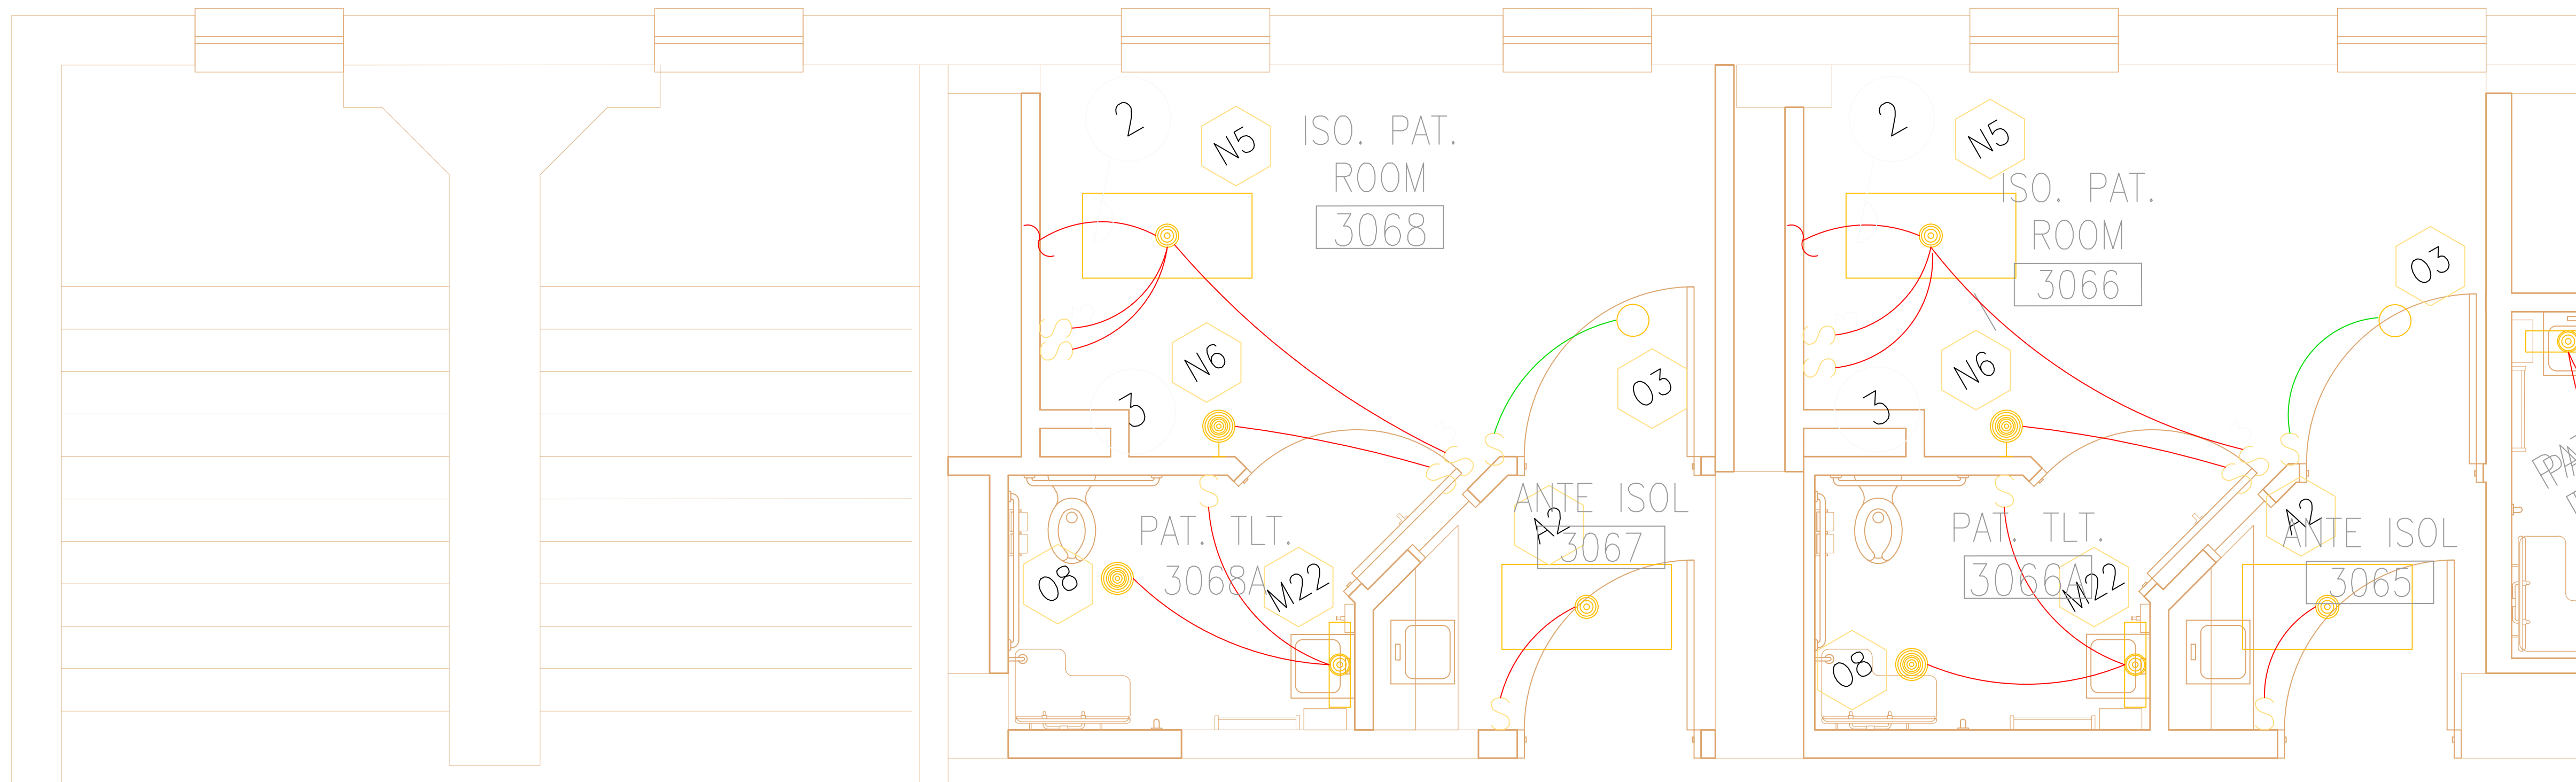 2
N5
ISO. PAT.
ROOM
3068
S
S
N6
3
S
S
S
03
S
PAT. TLT.
3068A
08
M22
ANTE ISOL
A2
3067
S
2
N5
ISO. PAT.
ROOM
3066
S
S
N6
3
S
S
S
03
S
PAT. TLT.
3066A
08
M22
A2
ANTE ISOL
3065
S